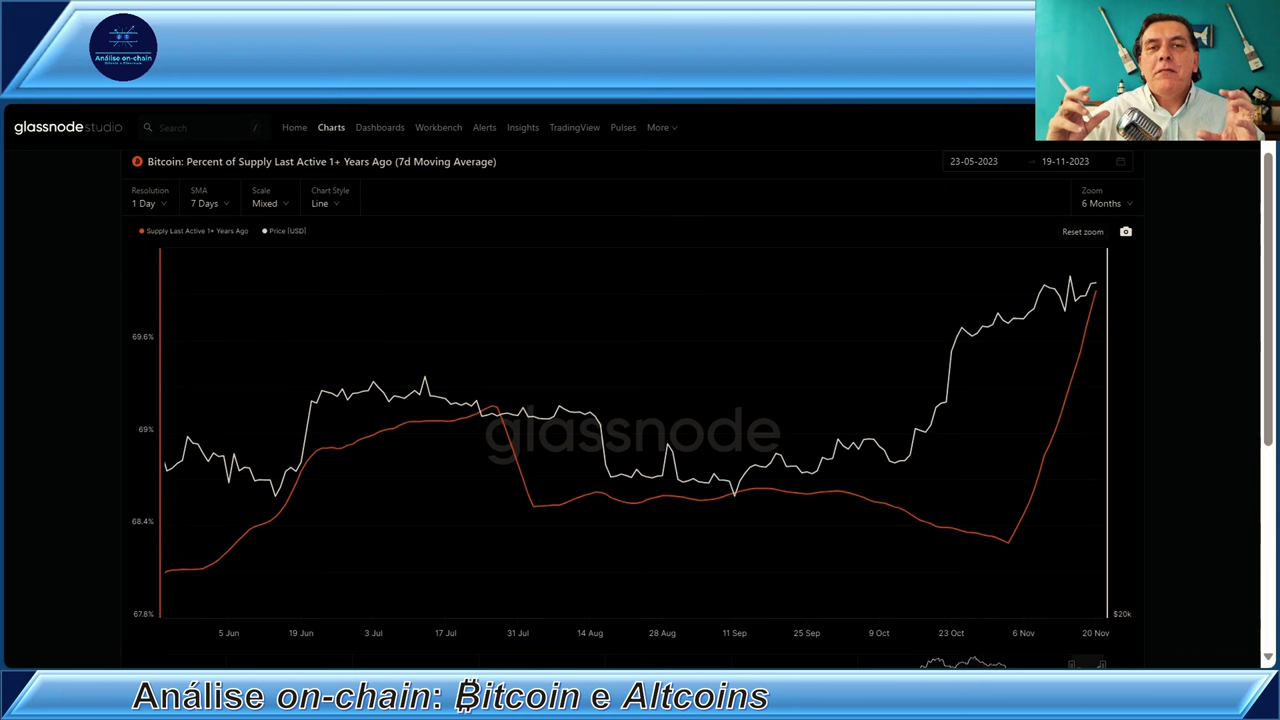 Análise on-chain
Bitcoin e Ethereum
glassnodestudio
Search /
Home Charts Dashboards Workbench Alerts Insights TradingView Pulses More
Bitcoin: Percent of Supply Last Active 1+ Years Ago (7d Moving Average)
23-05-2023 → 19-11-2023
Resolution SMA Scale Chart Style Zoom
1 Day 7 Days Mixed Line 6 Months
Supply Last Active 1+ Years Ago Price [USD]
Reset zoom
69.6%
glassnode
69%
68.4%
67.8%
$20k
5 Jun 19 Jun 3 Jul 17 Jul 31 Jul 14 Aug 28 Aug 11 Sep 25 Sep 9 Oct 23 Oct 6 Nov 20 Nov
Análise on-chain: ₿itcoin e Altcoins